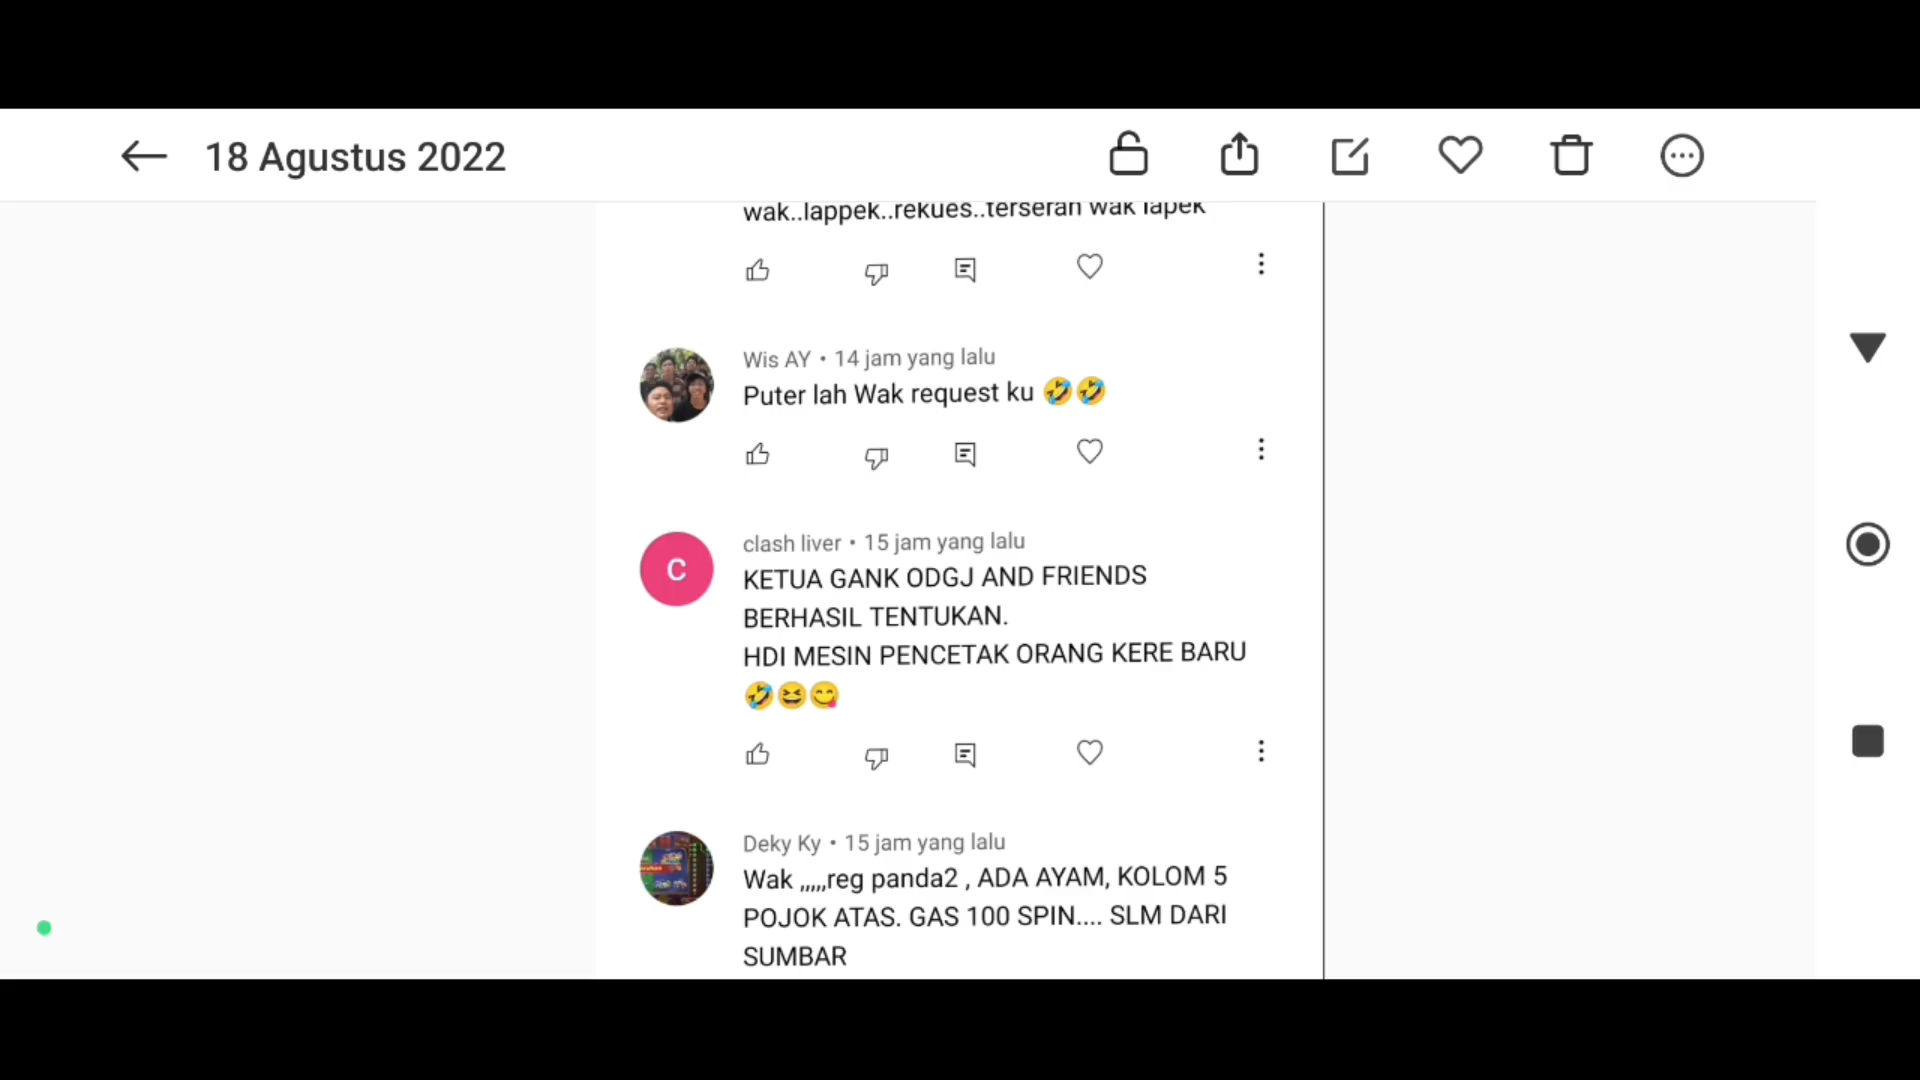 18 Agustus 2022
wak..lappek..rekues..terserah wak lapek
Wis AY • 14 jam yang lalu
Puter lah Wak request ku 🤣🤣
C
clash liver • 15 jam yang lalu
KETUA GANK ODGJ AND FRIENDS
BERHASIL TENTUKAN.
HDI MESIN PENCETAK ORANG KERE BARU
🤣😆😋
Deky Ky • 15 jam yang lalu
Wak ,,,,,reg panda2 , ADA AYAM, KOLOM 5
POJOK ATAS. GAS 100 SPIN.... SLM DARI
SUMBAR